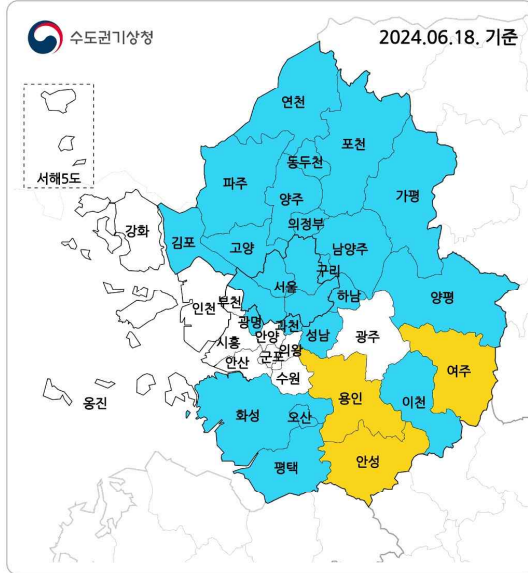 수도권기상청
2024.06.18. 기준
서해5도
연천
포천
동두천
파주
양주
가평
의정부
강화
김포
고양
남양주
구리
서울
하남
양평
인천
부천
광명
과천
성남
광주
시흥
안양
의왕
군포
안산
수원
여주
용인
이천
옹진
화성
오산
평택
안성